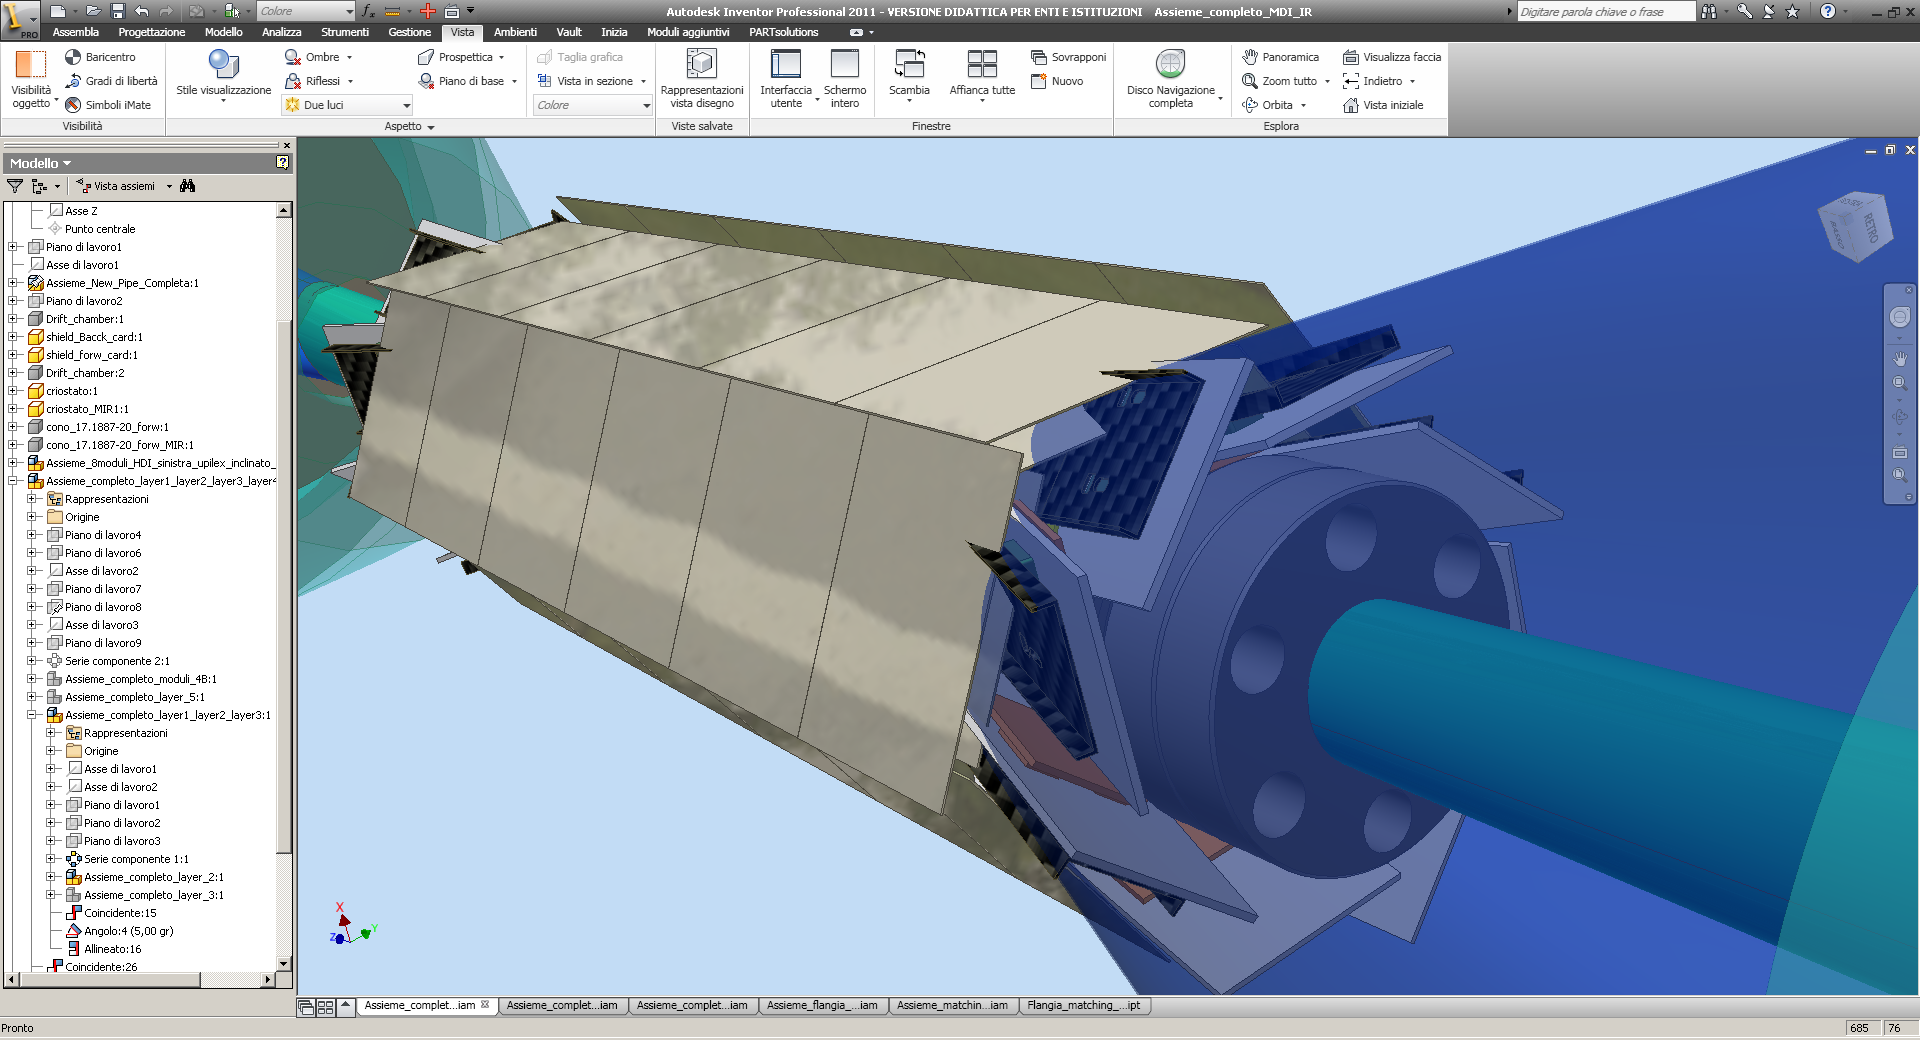 Colore
Autodesk Inventor Professional 2011 - VERSIONE DIDATTICA PER ENTI E ISTITUZIONI Assieme_completo_MDI_IR
Digitare parola chiave o frase
PRO
Assembla Progettazione Modello Analizza Strumenti Gestione Vista Ambienti Vault Inizia Moduli aggiuntivi PARTsolutions
Visibilità oggetto
Baricentro
Gradi di libertà
Simboli iMate
Visibilità
Stile visualizzazione
Ombre
Riflessi
Due luci
Prospettica
Piano di base
Aspetto
Taglia grafica
Vista in sezione
Colore
Rappresentazioni vista disegno
Viste salvate
Interfaccia utente
Schermo intero
Scambia
Affianca tutte
Sovrapponi
Nuovo
Finestre
Disco Navigazione completa
Panoramica
Zoom tutto
Orbita
Visualizza faccia
Indietro
Vista iniziale
Esplora
Modello
Vista assiemi
Asse Z
Punto centrale
Piano di lavoro1
Asse di lavoro1
Assieme_New_Pipe_Completa:1
Piano di lavoro2
Drift_chamber:1
shield_Bacck_card:1
shield_forw_card:1
Drift_chamber:2
criostato:1
criostato_MIR1:1
cono_17.1887-20_forw:1
cono_17.1887-20_forw_MIR:1
Assieme_8moduli_HDI_sinistra_upilex_inclinato_
Assieme_completo_layer1_layer2_layer3_layer4
Rappresentazioni
Origine
Piano di lavoro4
Piano di lavoro6
Asse di lavoro2
Piano di lavoro7
Piano di lavoro8
Asse di lavoro3
Piano di lavoro9
Serie componente 2:1
Assieme_completo_moduli_4B:1
Assieme_completo_layer_5:1
Assieme_completo_layer1_layer2_layer3:1
Rappresentazioni
Origine
Asse di lavoro1
Asse di lavoro2
Piano di lavoro1
Piano di lavoro2
Piano di lavoro3
Serie componente 1:1
Assieme_completo_layer_2:1
Assieme_completo_layer_3:1
Coincidente:15
Angolo:4 (5,00 gr)
Allineato:16
Coincidente:26
RETRO
X
Y
Z
Assieme_complet...iam Assieme_complet...iam Assieme_complet...iam Assieme_flangia_...iam Assieme_matchin...iam Flangia_matching_...ipt
Pronto
685 76